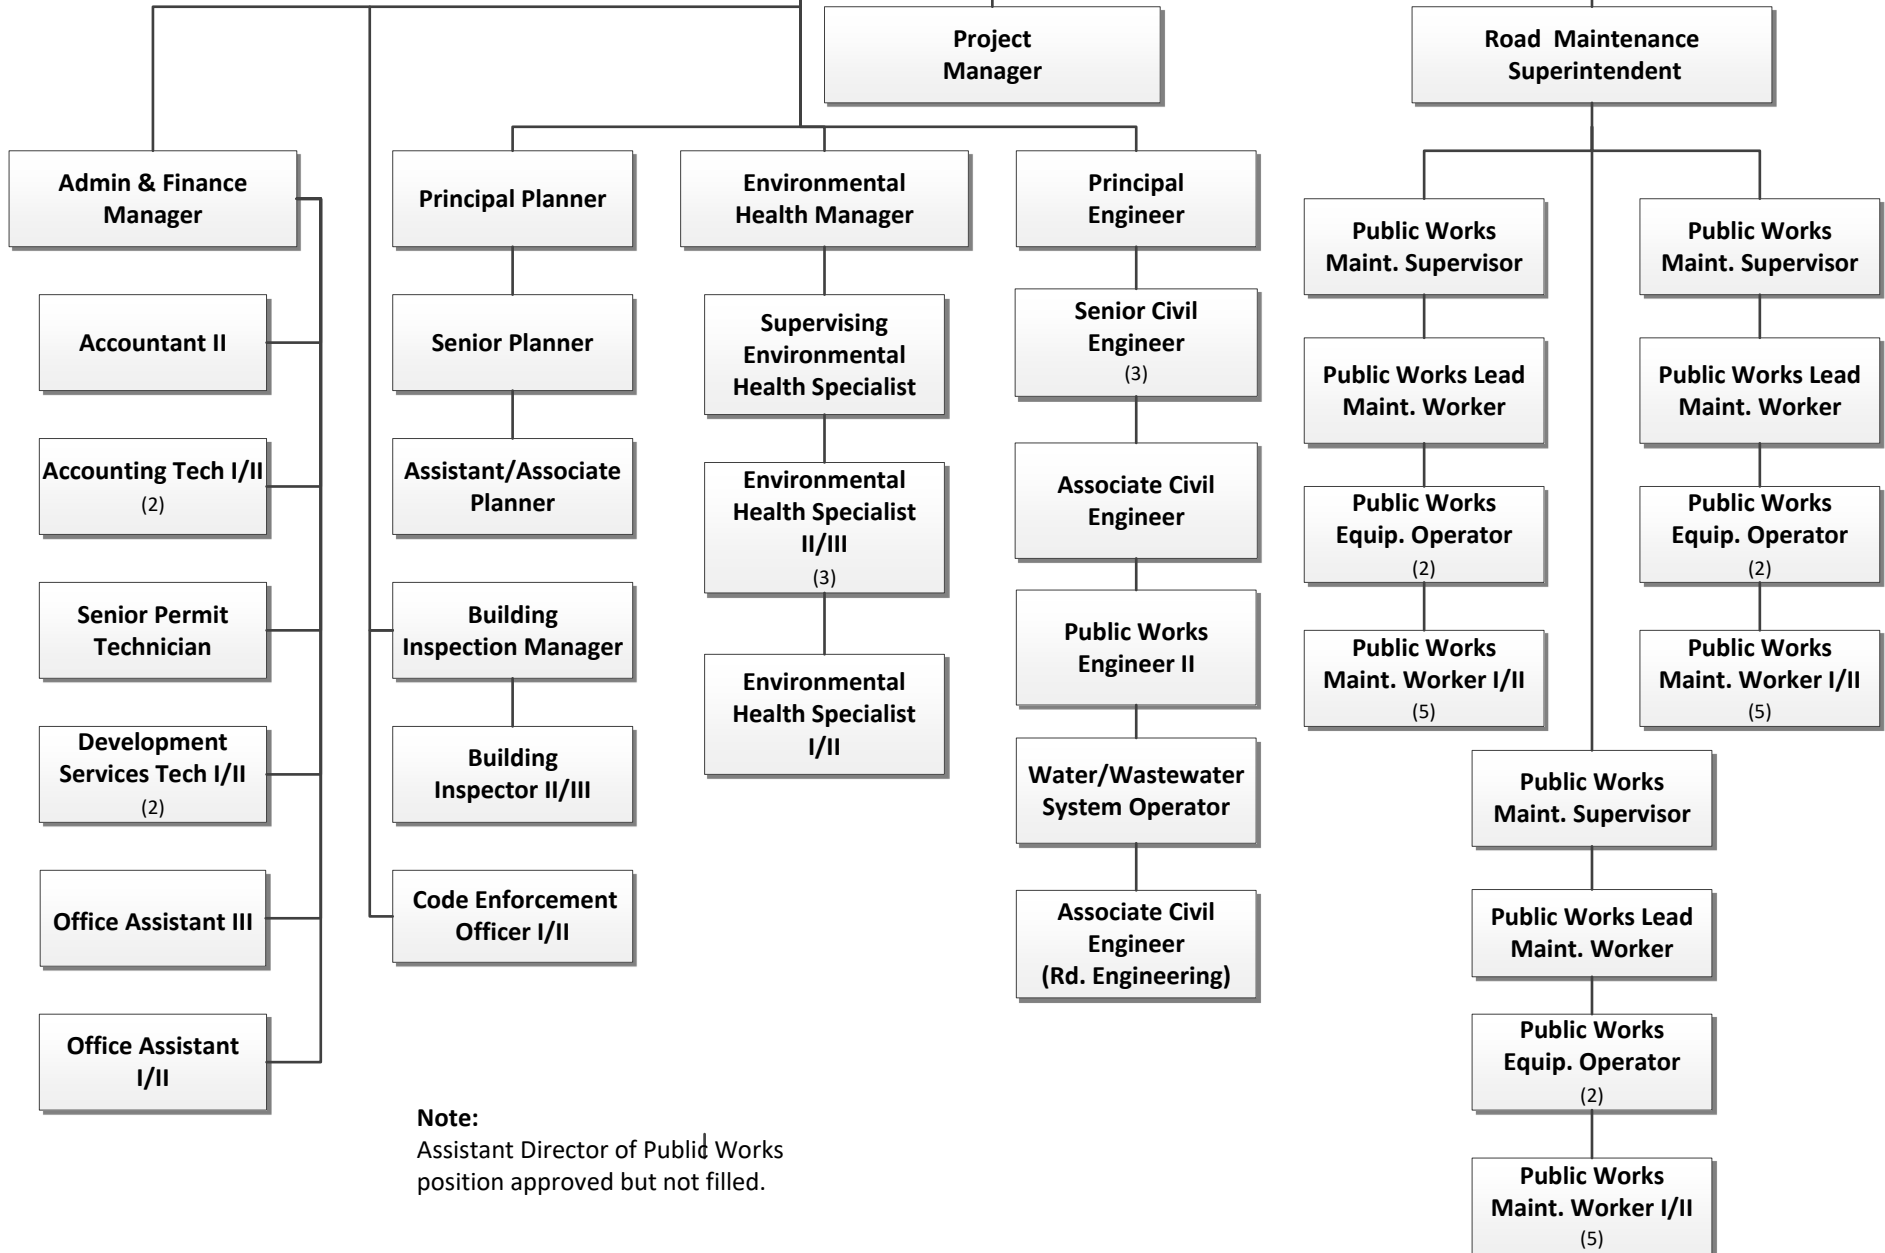 Project
Manager
Road Maintenance
Superintendent
Admin & Finance
Manager
Accountant II
Accounting Tech I/II
(2)
Senior Permit
Technician
Development
Services Tech I/II
(2)
Office Assistant III
Office Assistant
I/II
Principal Planner
Senior Planner
Assistant/Associate
Planner
Building
Inspection Manager
Building
Inspector II/III
Code Enforcement
Officer I/II
Environmental
Health Manager
Supervising
Environmental
Health Specialist
Environmental
Health Specialist
II/III
(3)
Environmental
Health Specialist
I/II
Principal
Engineer
Senior Civil
Engineer
(3)
Associate Civil
Engineer
Public Works
Engineer II
Water/Wastewater
System Operator
Associate Civil
Engineer
(Rd. Engineering)
Public Works
Maint. Supervisor
Public Works Lead
Maint. Worker
Public Works
Equip. Operator
(2)
Public Works
Maint. Worker I/II
(5)
Public Works
Maint. Supervisor
Public Works Lead
Maint. Worker
Public Works
Equip. Operator
(2)
Public Works
Maint. Worker I/II
(5)
Public Works
Maint. Supervisor
Public Works Lead
Maint. Worker
Public Works
Equip. Operator
(2)
Public Works
Maint. Worker I/II
(5)
Note:
Assistant Director of Public Works
position approved but not filled.